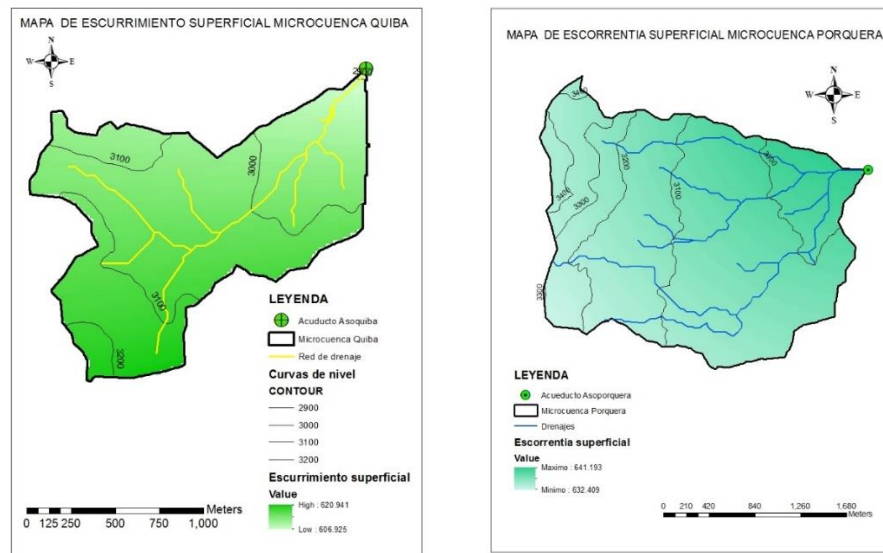 MAPA DE ESCURRIMIENTO SUPERFICIAL MICROCUENCA QUIBA
N
W E
S
2900
3100
3000
3100
3200
LEYENDA
Acuducto Asoquiba
Microcuenca Quiba
Red de drenaje
Curvas de nivel
CONTOUR
2900
3000
3100
3200
Escurrimiento superficial
Value
High : 620.941
Low : 606.925
0 125 250 500 750 1,000
Meters
MAPA DE ESCORRENTIA SUPERFICIAL MICROCUENCA PORQUERA
N
W E
S
3400
3200
3100
3400
3300
3300
LEYENDA
Acueducto Asoporquera
Microcuenca Porquera
Drenajes
Escorrentia superficial
Value
Maximo : 641.193
Minimo : 632.409
0 210 420 840 1.260 1.680
Meters